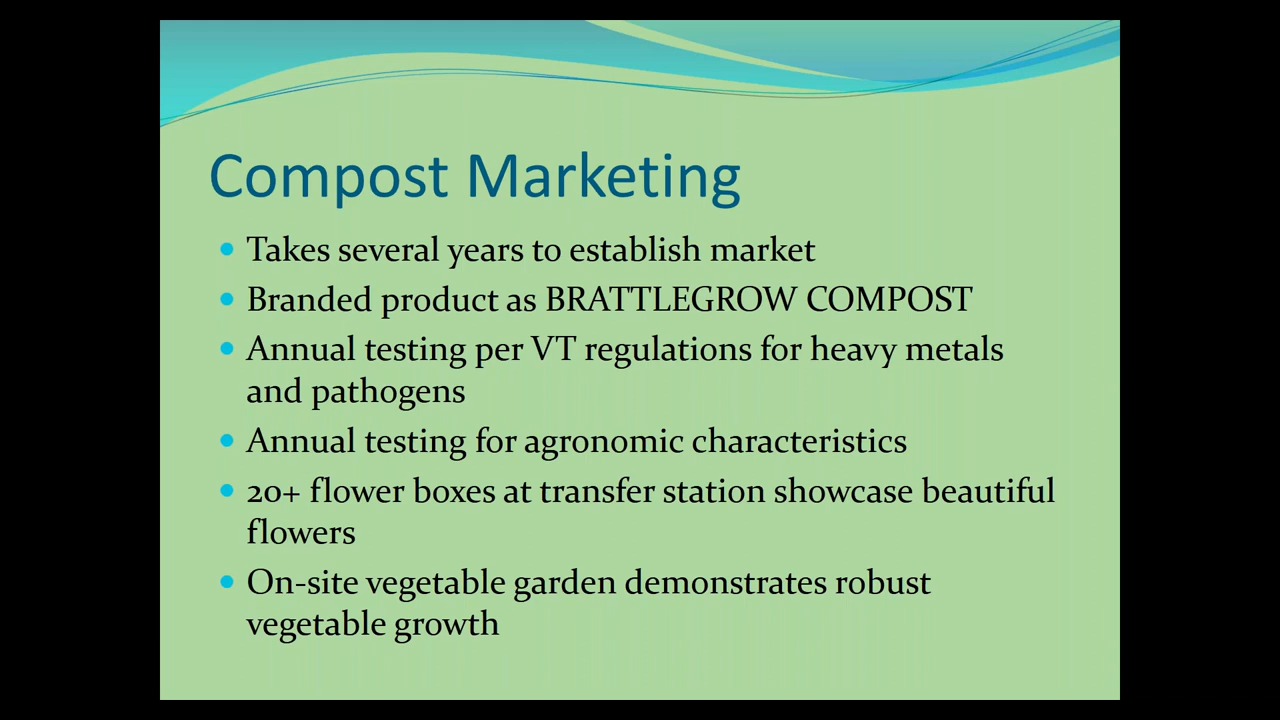 Compost Marketing
Takes several years to establish market
Branded product as BRATTLEGROW COMPOST
Annual testing per VT regulations for heavy metals
and pathogens
Annual testing for agronomic characteristics
20+ flower boxes at transfer station showcase beautiful
flowers
On-site vegetable garden demonstrates robust
vegetable growth